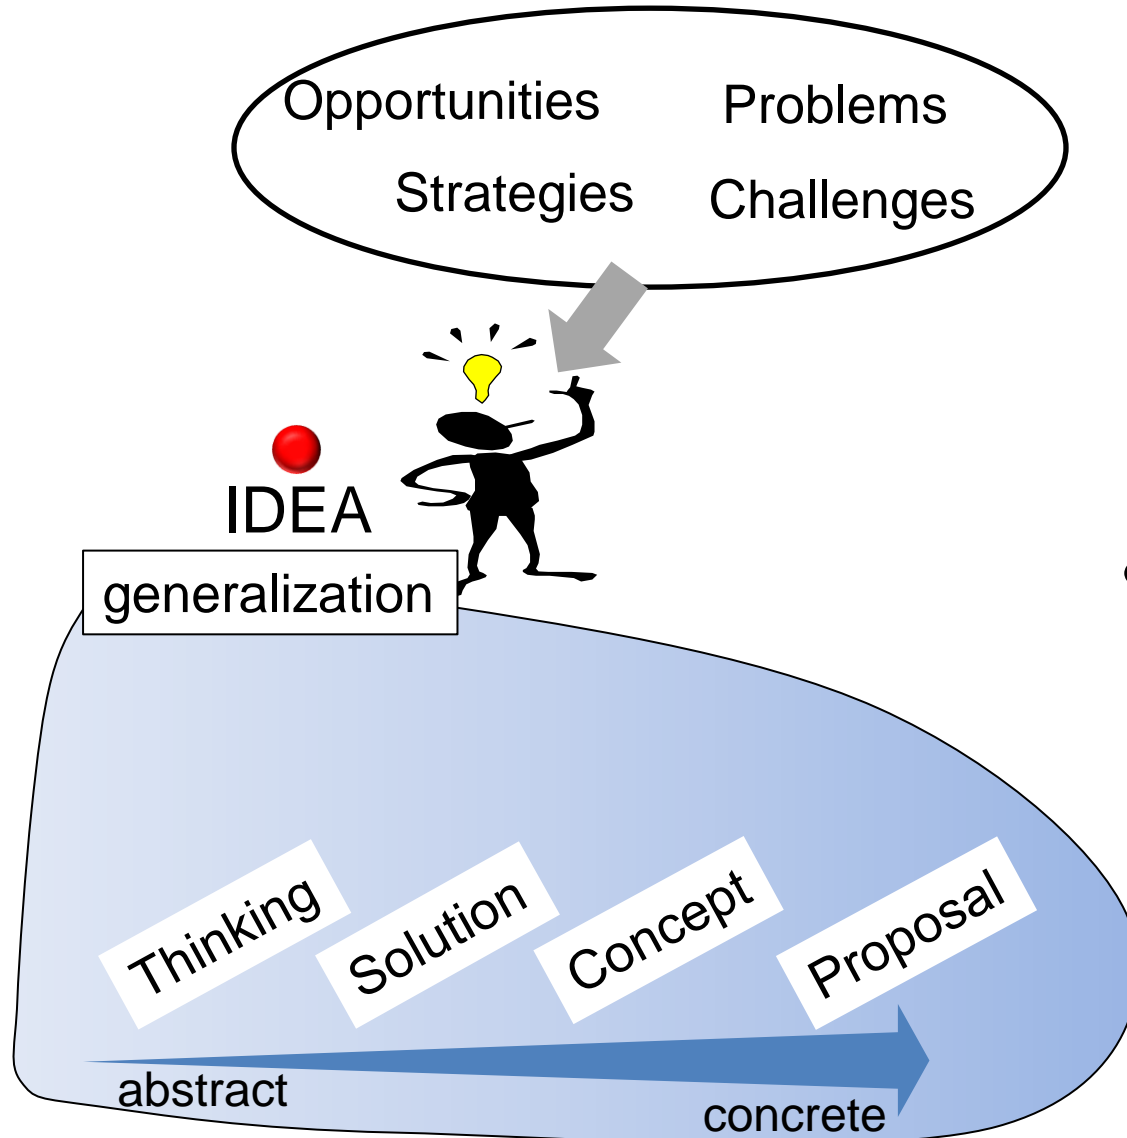 Opportunities Problems
Strategies Challenges
IDEA
generalization
Thinking Solution Concept Proposal
abstract
concrete